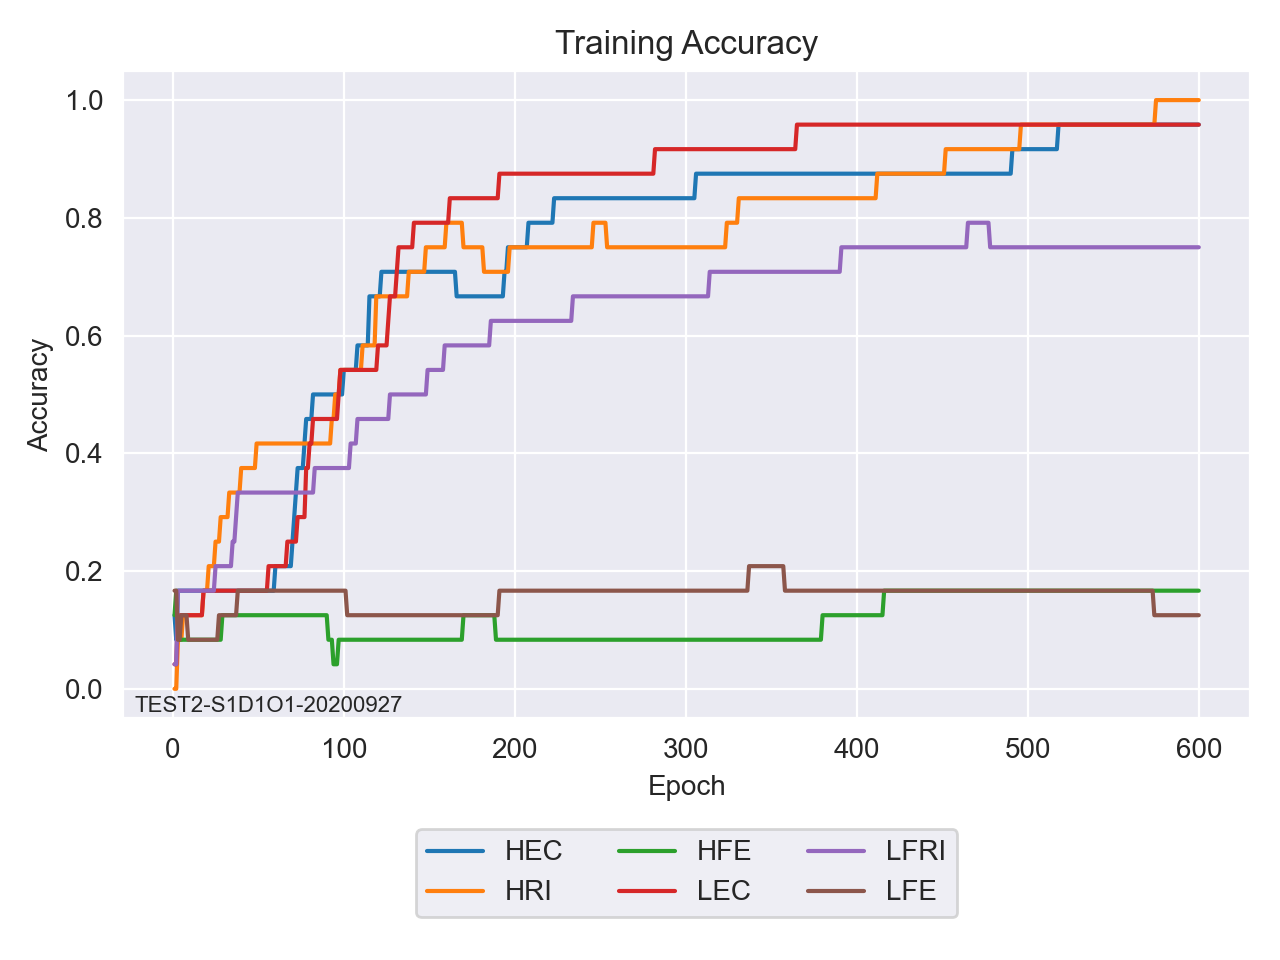 Training Accuracy
1.0
0.8
0.6
0.4
0.2
0.0
Accuracy
TEST2-S1D1O1-20200927
0 100 200 300 400 500 600
Epoch
HEC HFE LFRI
HRI LEC LFE